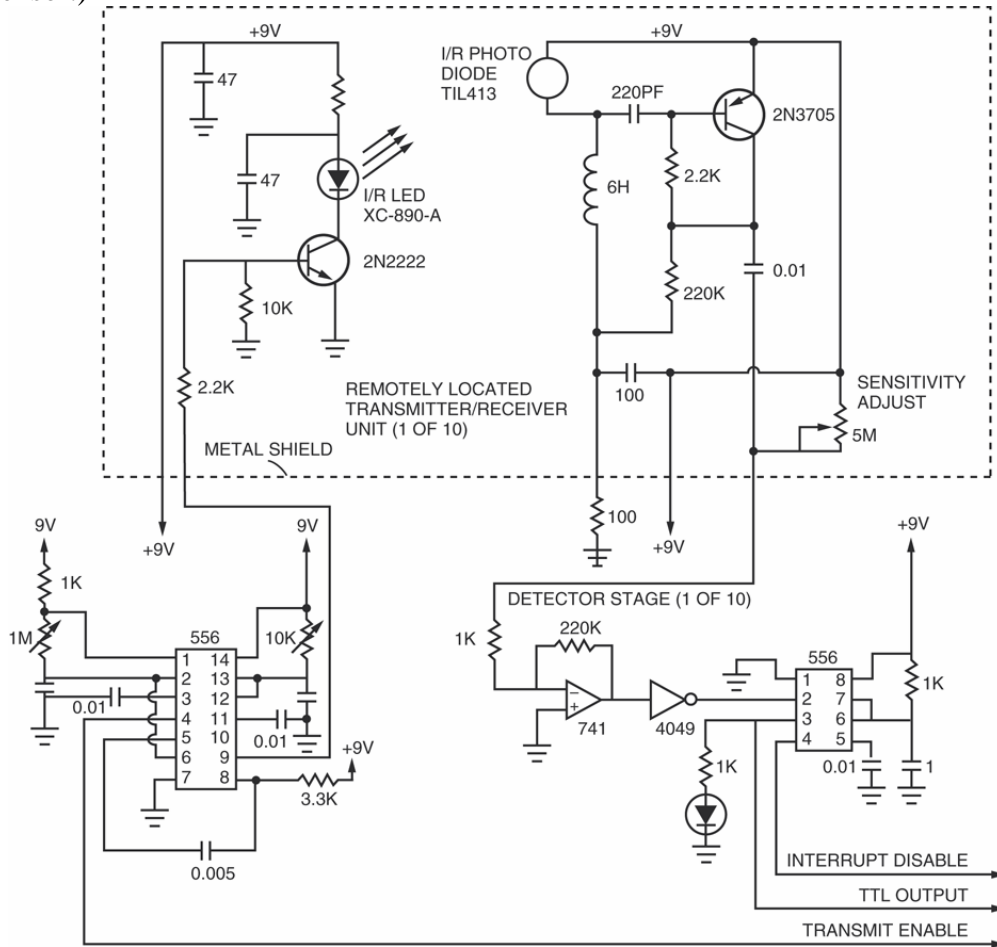 +9V
47
47
I/R LED
XC-890-A
2N2222
10K
2.2K
I/R PHOTO
DIODE
TIL413
+9V
220PF
2N3705
2.2K
6H
220K
0.01
100
REMOTELY LOCATED
TRANSMITTER/RECEIVER
UNIT (1 OF 10)
SENSITIVITY
ADJUST
5M
METAL SHIELD
9V
1K
1M
+9V
9V
10K
556
1 14
2 13
3 12
4 11
5 10
6 9
7 8
0.01
0.01
+9V
3.3K
0.005
100
+9V
DETECTOR STAGE (1 OF 10)
1K
220K
−
+
741
4049
556
1 8
2 7
3 6
4 5
+9V
1K
0.01
1
1K
INTERRUPT DISABLE
TTL OUTPUT
TRANSMIT ENABLE